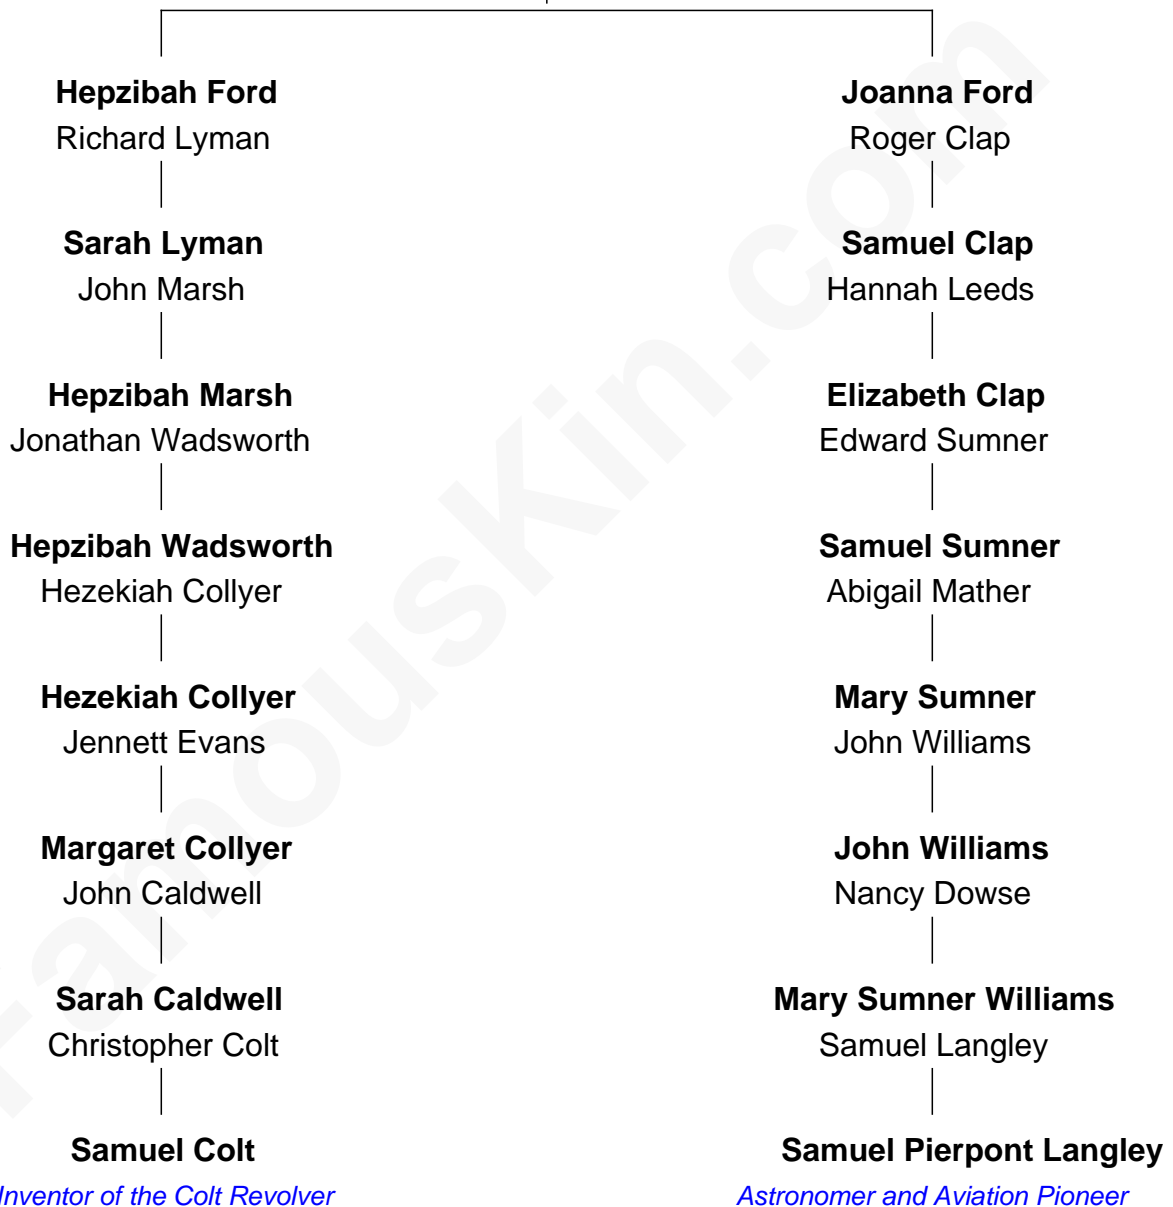 Hepzibah Ford
Richard Lyman
Sarah Lyman
John Marsh
Hepzibah Marsh
Jonathan Wadsworth
Hepzibah Wadsworth
Hezekiah Collyer
Hezekiah Collyer
Jennett Evans
Margaret Collyer
John Caldwell
Sarah Caldwell
Christopher Colt
Samuel Colt
Inventor of the Colt Revolver
Joanna Ford
Roger Clap
Samuel Clap
Hannah Leeds
Elizabeth Clap
Edward Sumner
Samuel Sumner
Abigail Mather
Mary Sumner
John Williams
John Williams
Nancy Dowse
Mary Sumner Williams
Samuel Langley
Samuel Pierpont Langley
Astronomer and Aviation Pioneer
FamousKin.com